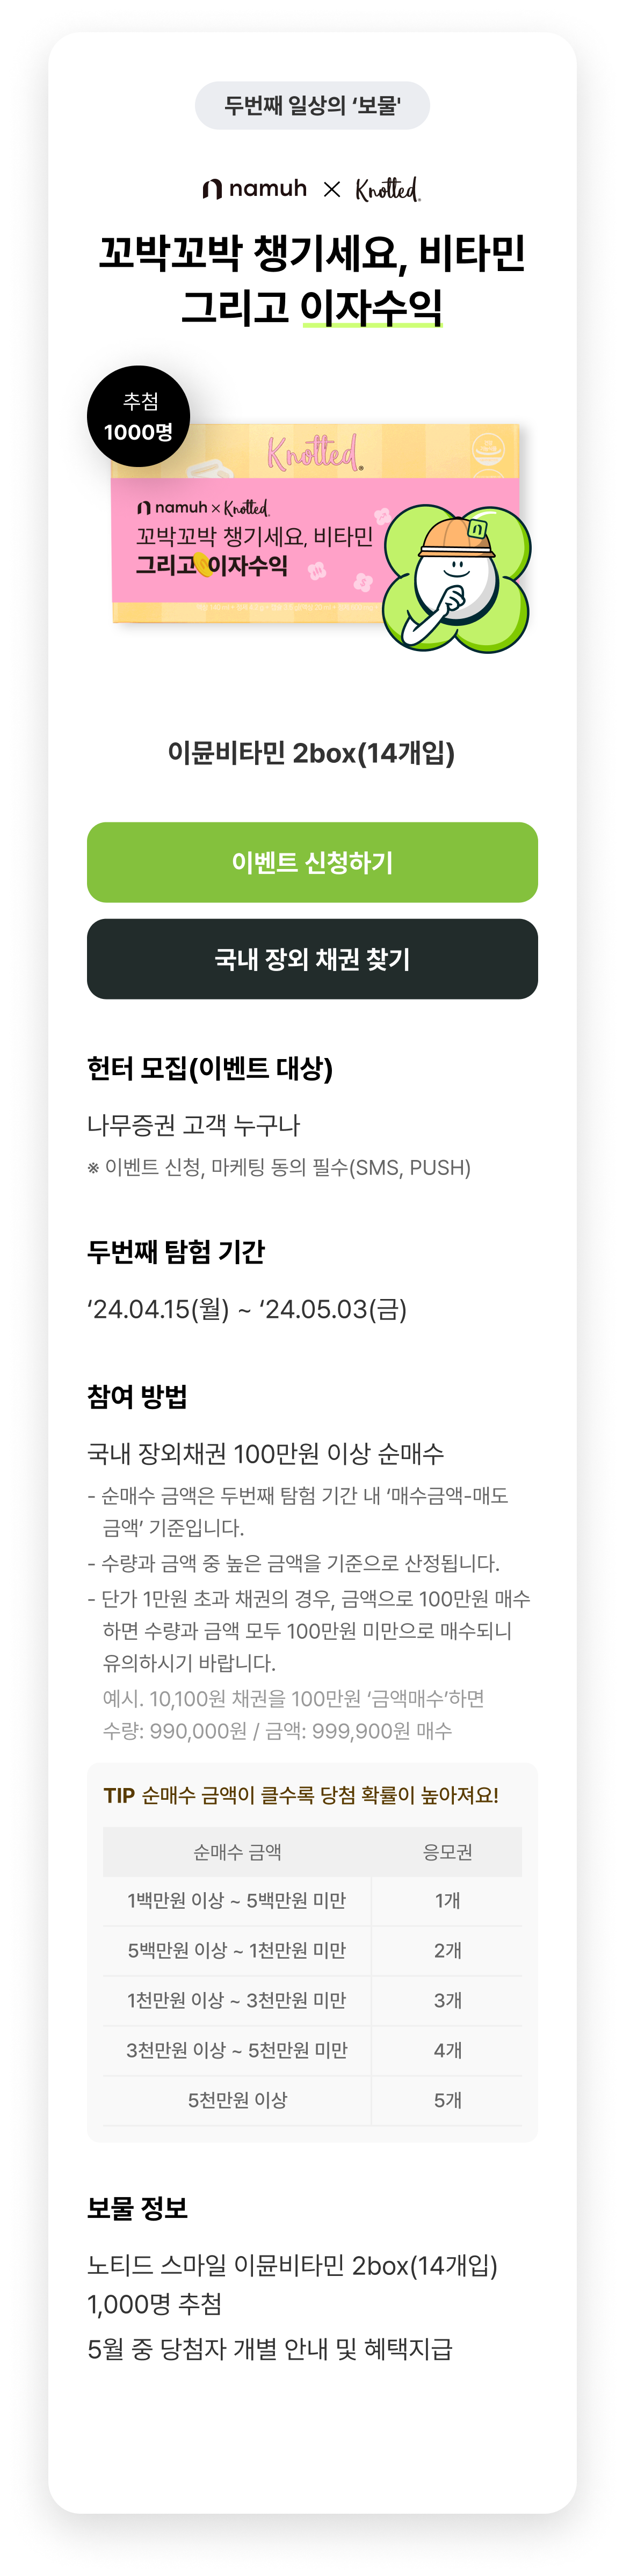 두번째 일상의 ‘보물'
namuh × Knotted
꼬박꼬박 챙기세요, 비타민
그리고 이자수익
추첨
1000명
Knotted
namuh × Knotted
꼬박꼬박 챙기세요, 비타민
그리고 이자수익
이뮨비타민 2box(14개입)
이벤트 신청하기
국내 장외 채권 찾기
헌터 모집(이벤트 대상)
나무증권 고객 누구나
※ 이벤트 신청, 마케팅 동의 필수(SMS, PUSH)
두번째 탐험 기간
‘24.04.15(월) ~ ‘24.05.03(금)
참여 방법
국내 장외채권 100만원 이상 순매수
- 순매수 금액은 두번째 탐험 기간 내 ‘매수금액-매도
금액’ 기준입니다.
- 수량과 금액 중 높은 금액을 기준으로 산정됩니다.
- 단가 1만원 초과 채권의 경우, 금액으로 100만원 매수
하면 수량과 금액 모두 100만원 미만으로 매수되니
유의하시기 바랍니다.
예시. 10,100원 채권을 100만원 ‘금액매수’하면
수량: 990,000원 / 금액: 999,900원 매수
TIP 순매수 금액이 클수록 당첨 확률이 높아져요!
순매수 금액 응모권
1백만원 이상 ~ 5백만원 미만 1개
5백만원 이상 ~ 1천만원 미만 2개
1천만원 이상 ~ 3천만원 미만 3개
3천만원 이상 ~ 5천만원 미만 4개
5천만원 이상 5개
보물 정보
노티드 스마일 이뮨비타민 2box(14개입)
1,000명 추첨
5월 중 당첨자 개별 안내 및 혜택지급